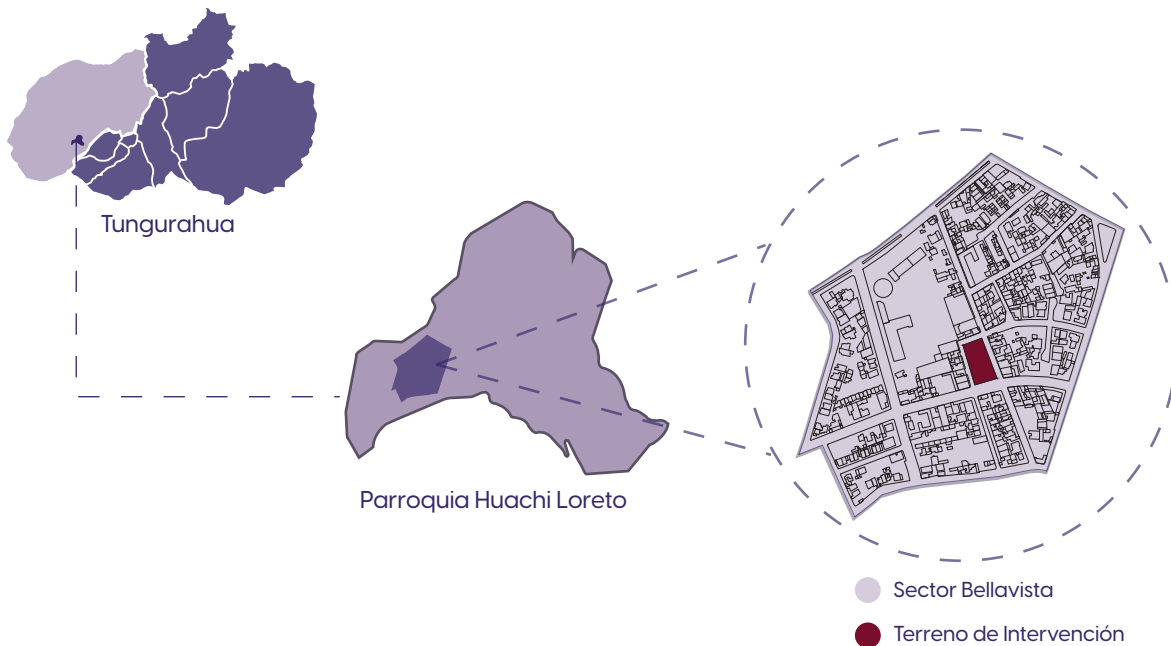 Tungurahua
Parroquia Huachi Loreto
Sector Bellavista
Terreno de Intervención